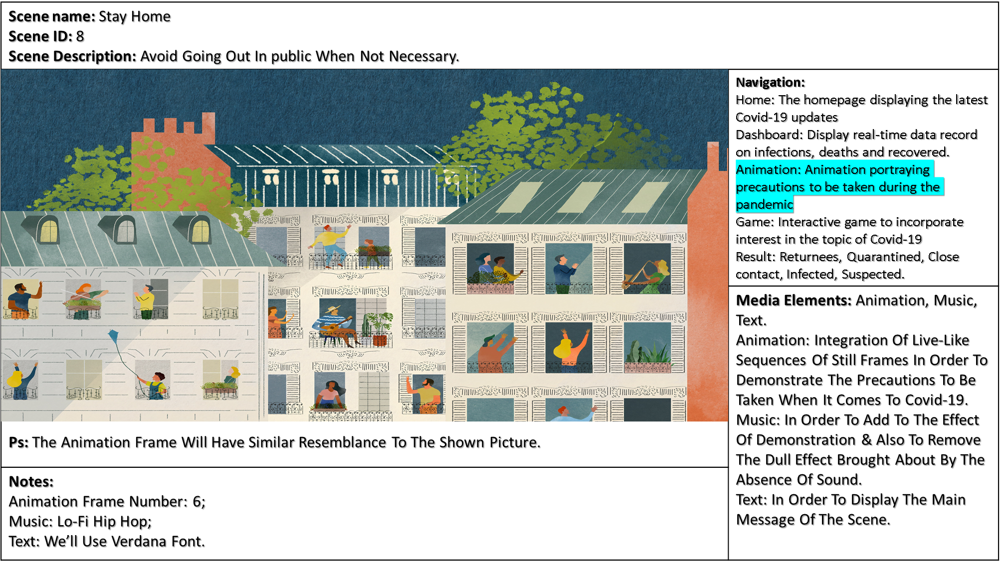 Scene name: Stay Home
Scene ID: 8
Scene Description: Avoid Going Out In public When Not Necessary.
Navigation:
Home: The homepage displaying the latest
Covid-19 updates
Dashboard: Display real-time data record
on infections, deaths and recovered.
Animation: Animation portraying
precautions to be taken during the
pandemic
Game: Interactive game to incorporate
interest in the topic of Covid-19
Result: Returnees, Quarantined, Close
contact, Infected, Suspected.
Media Elements: Animation, Music,
Text.
Animation: Integration Of Live-Like
Sequences Of Still Frames In Order To
Demonstrate The Precautions To Be
Taken When It Comes To Covid-19.
Music: In Order To Add To The Effect
Of Demonstration & Also To Remove
The Dull Effect Brought About By The
Absence Of Sound.
Text: In Order To Display The Main
Message Of The Scene.
Ps: The Animation Frame Will Have Similar Resemblance To The Shown Picture.
Notes:
Animation Frame Number: 6;
Music: Lo-Fi Hip Hop;
Text: We’ll Use Verdana Font.